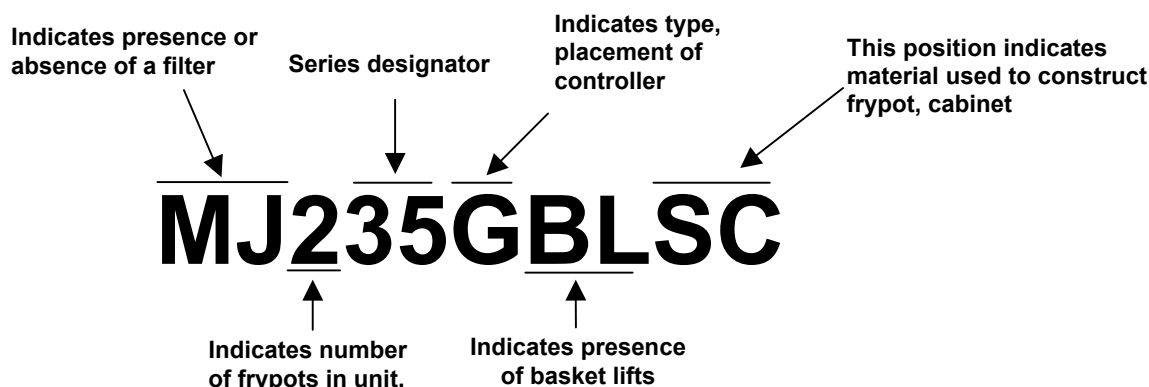 Indicates presence or
absence of a filter
Series designator
Indicates type,
placement of
controller
This position indicates
material used to construct
frypot, cabinet
MJ235GBLSC
Indicates number
of frypots in unit.
Indicates presence
of basket lifts